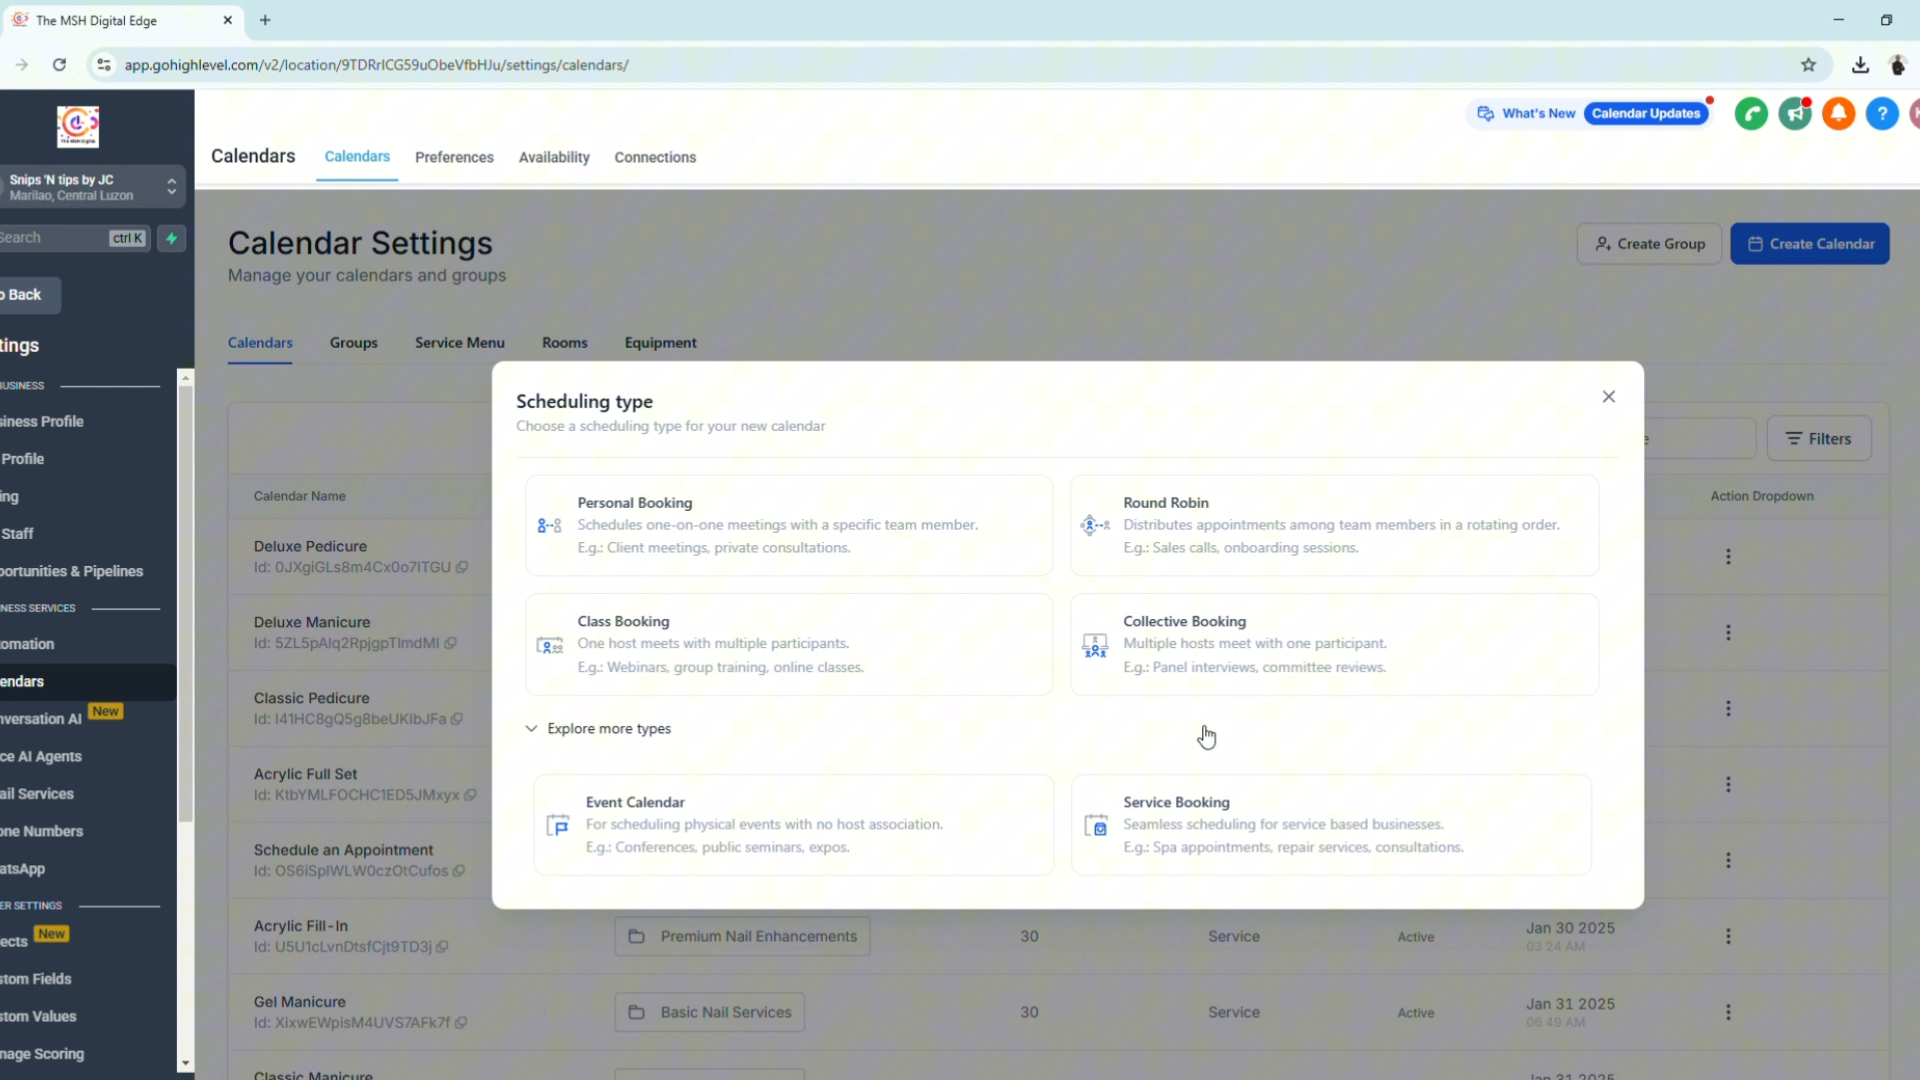 The MSH Digital Edge
app.gohighlevel.com/v2/location/9TDRrICG59uObeVfbHJu/settings/calendars/
What's New
Calendar Updates
Calendars
Calendars
Preferences
Availability
Connections
Snips 'N tips by JC
Marilao, Central Luzon
Search
ctrl K
o Back
tings
BUSINESS
siness Profile
Profile
ing
Staff
portunities & Pipelines
NESS SERVICES
omation
endars
nversation AI
New
ce AI Agents
ail Services
one Numbers
atsApp
ER SETTINGS
ects
New
stom Fields
stom Values
nage Scoring
Calendar Settings
Manage your calendars and groups
Create Group
Create Calendar
Calendars
Groups
Service Menu
Rooms
Equipment
e
Filters
Calendar Name
Action Dropdown
Deluxe Pedicure
Id: 0JXgiGLs8m4Cx0o7ITGU
Deluxe Manicure
Id: 5ZL5pAlq2RpjgpTImdMI
Classic Pedicure
Id: I41HC8gQ5g8beUKIbJFa
Acrylic Full Set
Id: KtbYMLFOCHC1ED5JMxyx
Schedule an Appointment
Id: OS6iSpIWLW0czOtCufos
Acrylic Fill-In
Id: U5U1cLvnDtsfCjt9TD3j
Premium Nail Enhancements
30
Service
Active
Jan 30 2025
03 24 AM
Gel Manicure
Id: XixwEWpisM4UVS7AFk7f
Basic Nail Services
30
Service
Active
Jan 31 2025
06 49 AM
Classic Manicure
Jan 31 2025
Scheduling type
Choose a scheduling type for your new calendar
Personal Booking
Schedules one-on-one meetings with a specific team member.
E.g.: Client meetings, private consultations.
Round Robin
Distributes appointments among team members in a rotating order.
E.g.: Sales calls, onboarding sessions.
Class Booking
One host meets with multiple participants.
E.g.: Webinars, group training, online classes.
Collective Booking
Multiple hosts meet with one participant.
E.g.: Panel interviews, committee reviews.
Explore more types
Event Calendar
For scheduling physical events with no host association.
E.g.: Conferences, public seminars, expos.
Service Booking
Seamless scheduling for service based businesses.
E.g.: Spa appointments, repair services, consultations.